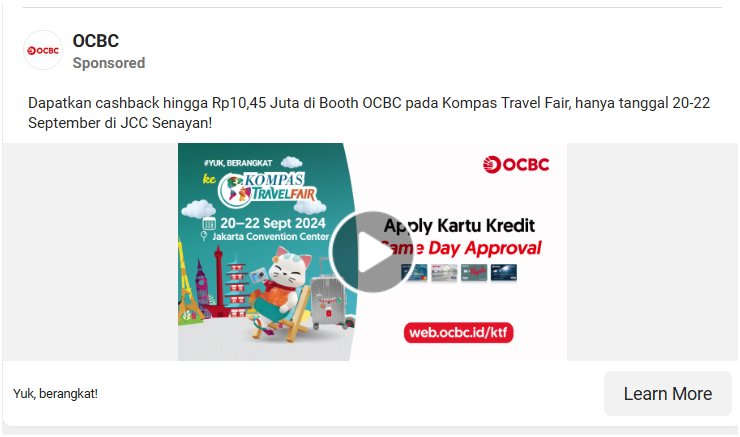 OCBC
OCBC
Sponsored
Dapatkan cashback hingga Rp10,45 Juta di Booth OCBC pada Kompas Travel Fair, hanya tanggal 20-22
September di JCC Senayan!
#YUK, BERANGKAT
ke KOMPAS
TRAVELFAIR
20–22 Sept 2024
Jakarta Convention Center
OCBC
Apply Kartu Kredit
Same Day Approval
web.ocbc.id/ktf
Yuk, berangkat!
Learn More